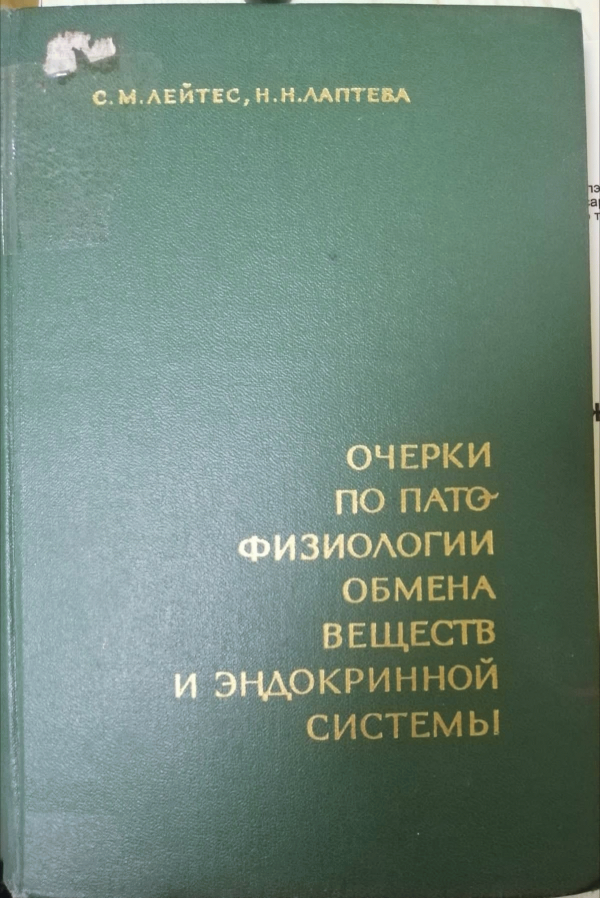 С. М. ЛЕЙТЕС, Н. Н. ЛАПТЕВА
ОЧЕРКИ
ПО ПАТО-
ФИЗИОЛОГИИ
ОБМЕНА
ВЕЩЕСТВ
И ЭНДОКРИННОЙ
СИСТЕМЫ